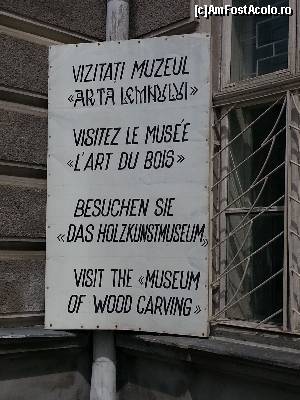 [c]AmFostAcolo.ro
VIZITAȚI MUZEUL
«ARTA LEMNULUI»
VISITEZ LE MUSÉE
«L'ART DU BOIS»
BESUCHEN SIE
«DAS HOLZKUNSTMUSEUM»
VISIT THE «MUSEUM
OF WOOD CARVING»